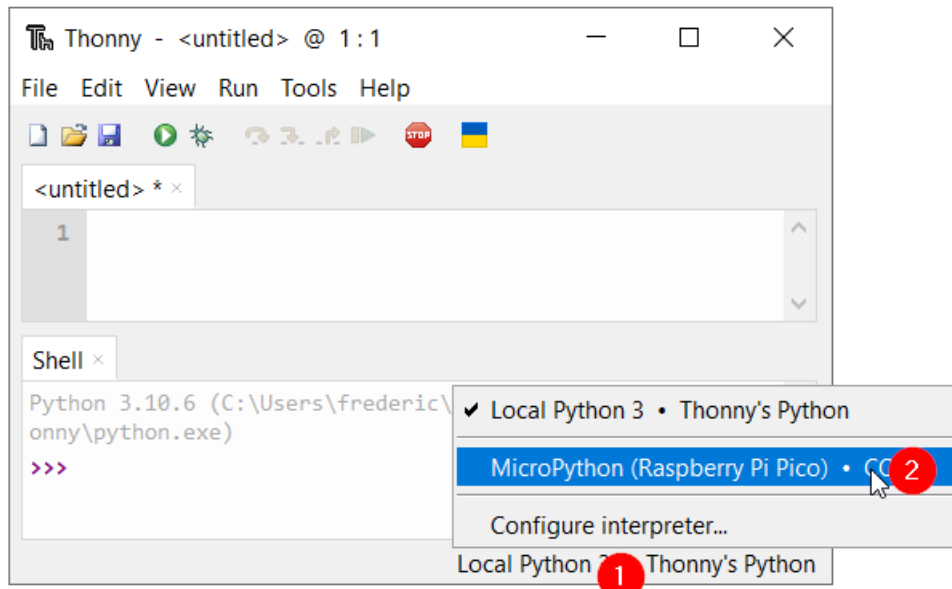 Thonny - <untitled> @ 1:1
File Edit View Run Tools Help
STOP
<untitled> * ×
1
Shell ×
Python 3.10.6 (C:\Users\frederic\
onny\python.exe)
>>>
✓ Local Python 3 • Thonny's Python
MicroPython (Raspberry Pi Pico) • 2
Configure interpreter...
Local Python 1 Thonny's Python